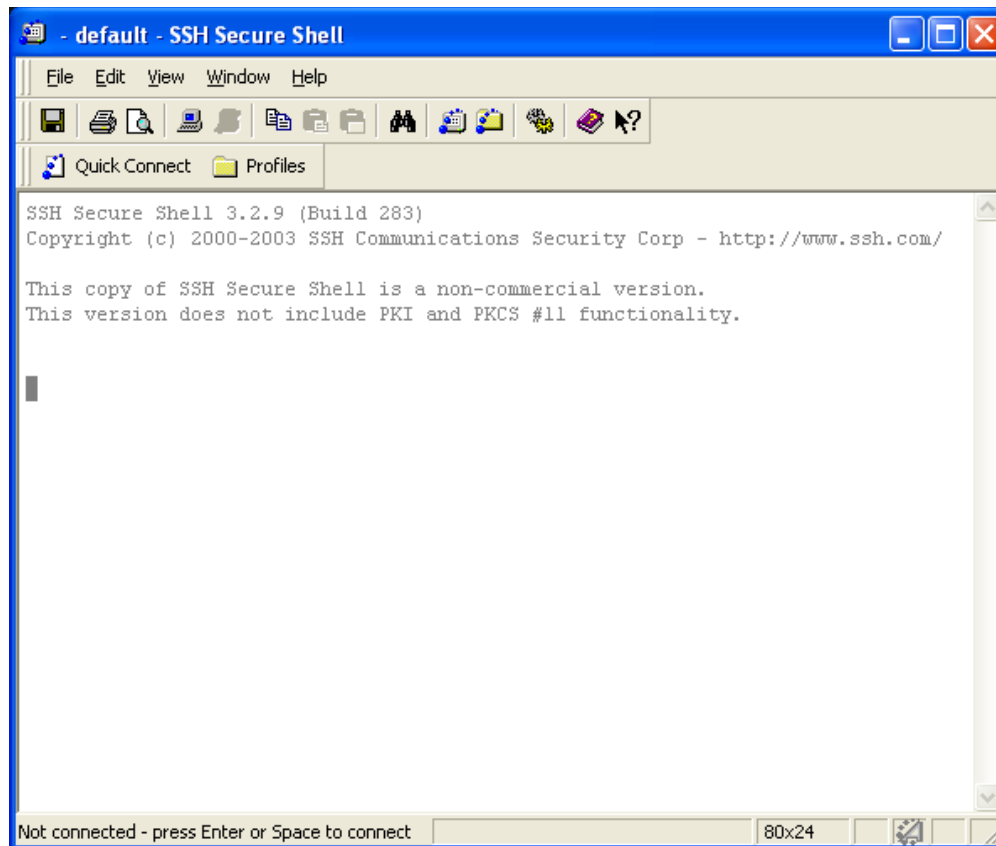 - default - SSH Secure Shell
File Edit View Window Help
Quick Connect Profiles
SSH Secure Shell 3.2.9 (Build 283)
Copyright (c) 2000-2003 SSH Communications Security Corp - http://www.ssh.com/
This copy of SSH Secure Shell is a non-commercial version.
This version does not include PKI and PKCS #11 functionality.
Not connected - press Enter or Space to connect 80x24